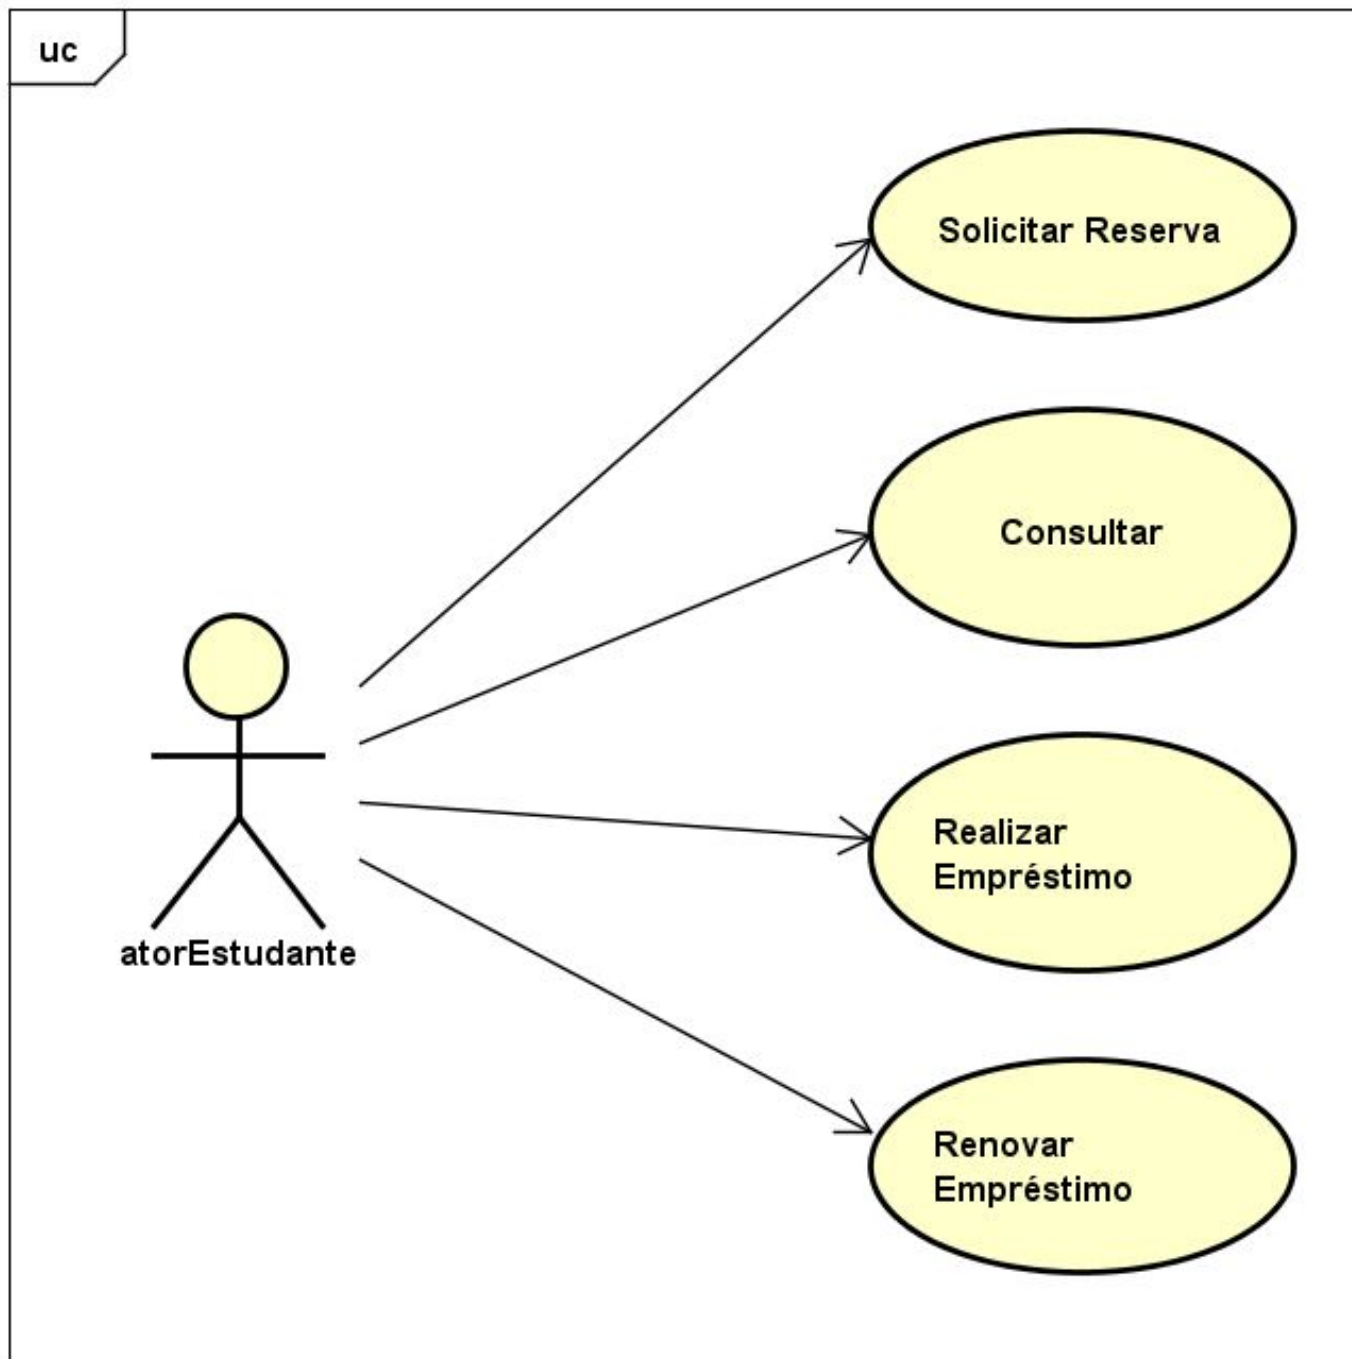 uc
Solicitar Reserva
Consultar
Realizar
Empréstimo
atorEstudante
Renovar
Empréstimo